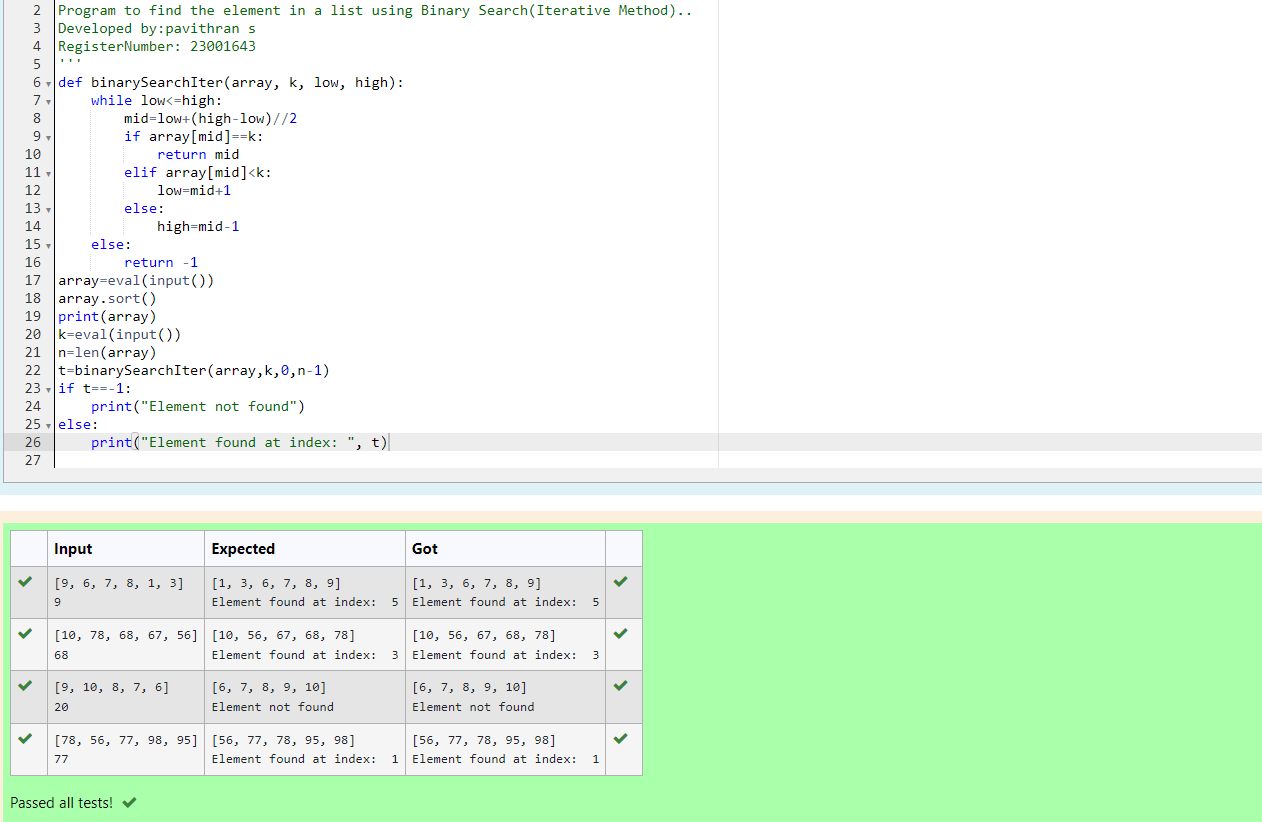 2 Program to find the element in a list using Binary Search(Iterative Method)..
3 Developed by:pavithran s
4 RegisterNumber: 23001643
5 '''
6 def binarySearchIter(array, k, low, high):
7     while low<=high:
8         mid=low+(high-low)//2
9         if array[mid]==k:
10             return mid
11         elif array[mid]<k:
12             low=mid+1
13         else:
14             high=mid-1
15     else:
16         return -1
17 array=eval(input())
18 array.sort()
19 print(array)
20 k=eval(input())
21 n=len(array)
22 t=binarySearchIter(array,k,0,n-1)
23 if t==-1:
24     print("Element not found")
25 else:
26     print("Element found at index: ", t)
27
Input Expected Got
[9, 6, 7, 8, 1, 3] [1, 3, 6, 7, 8, 9] [1, 3, 6, 7, 8, 9]
9 Element found at index:  5 Element found at index:  5
[10, 78, 68, 67, 56] [10, 56, 67, 68, 78] [10, 56, 67, 68, 78]
68 Element found at index:  3 Element found at index:  3
[9, 10, 8, 7, 6] [6, 7, 8, 9, 10] [6, 7, 8, 9, 10]
20 Element not found Element not found
[78, 56, 77, 98, 95] [56, 77, 78, 95, 98] [56, 77, 78, 95, 98]
77 Element found at index:  1 Element found at index:  1
Passed all tests!